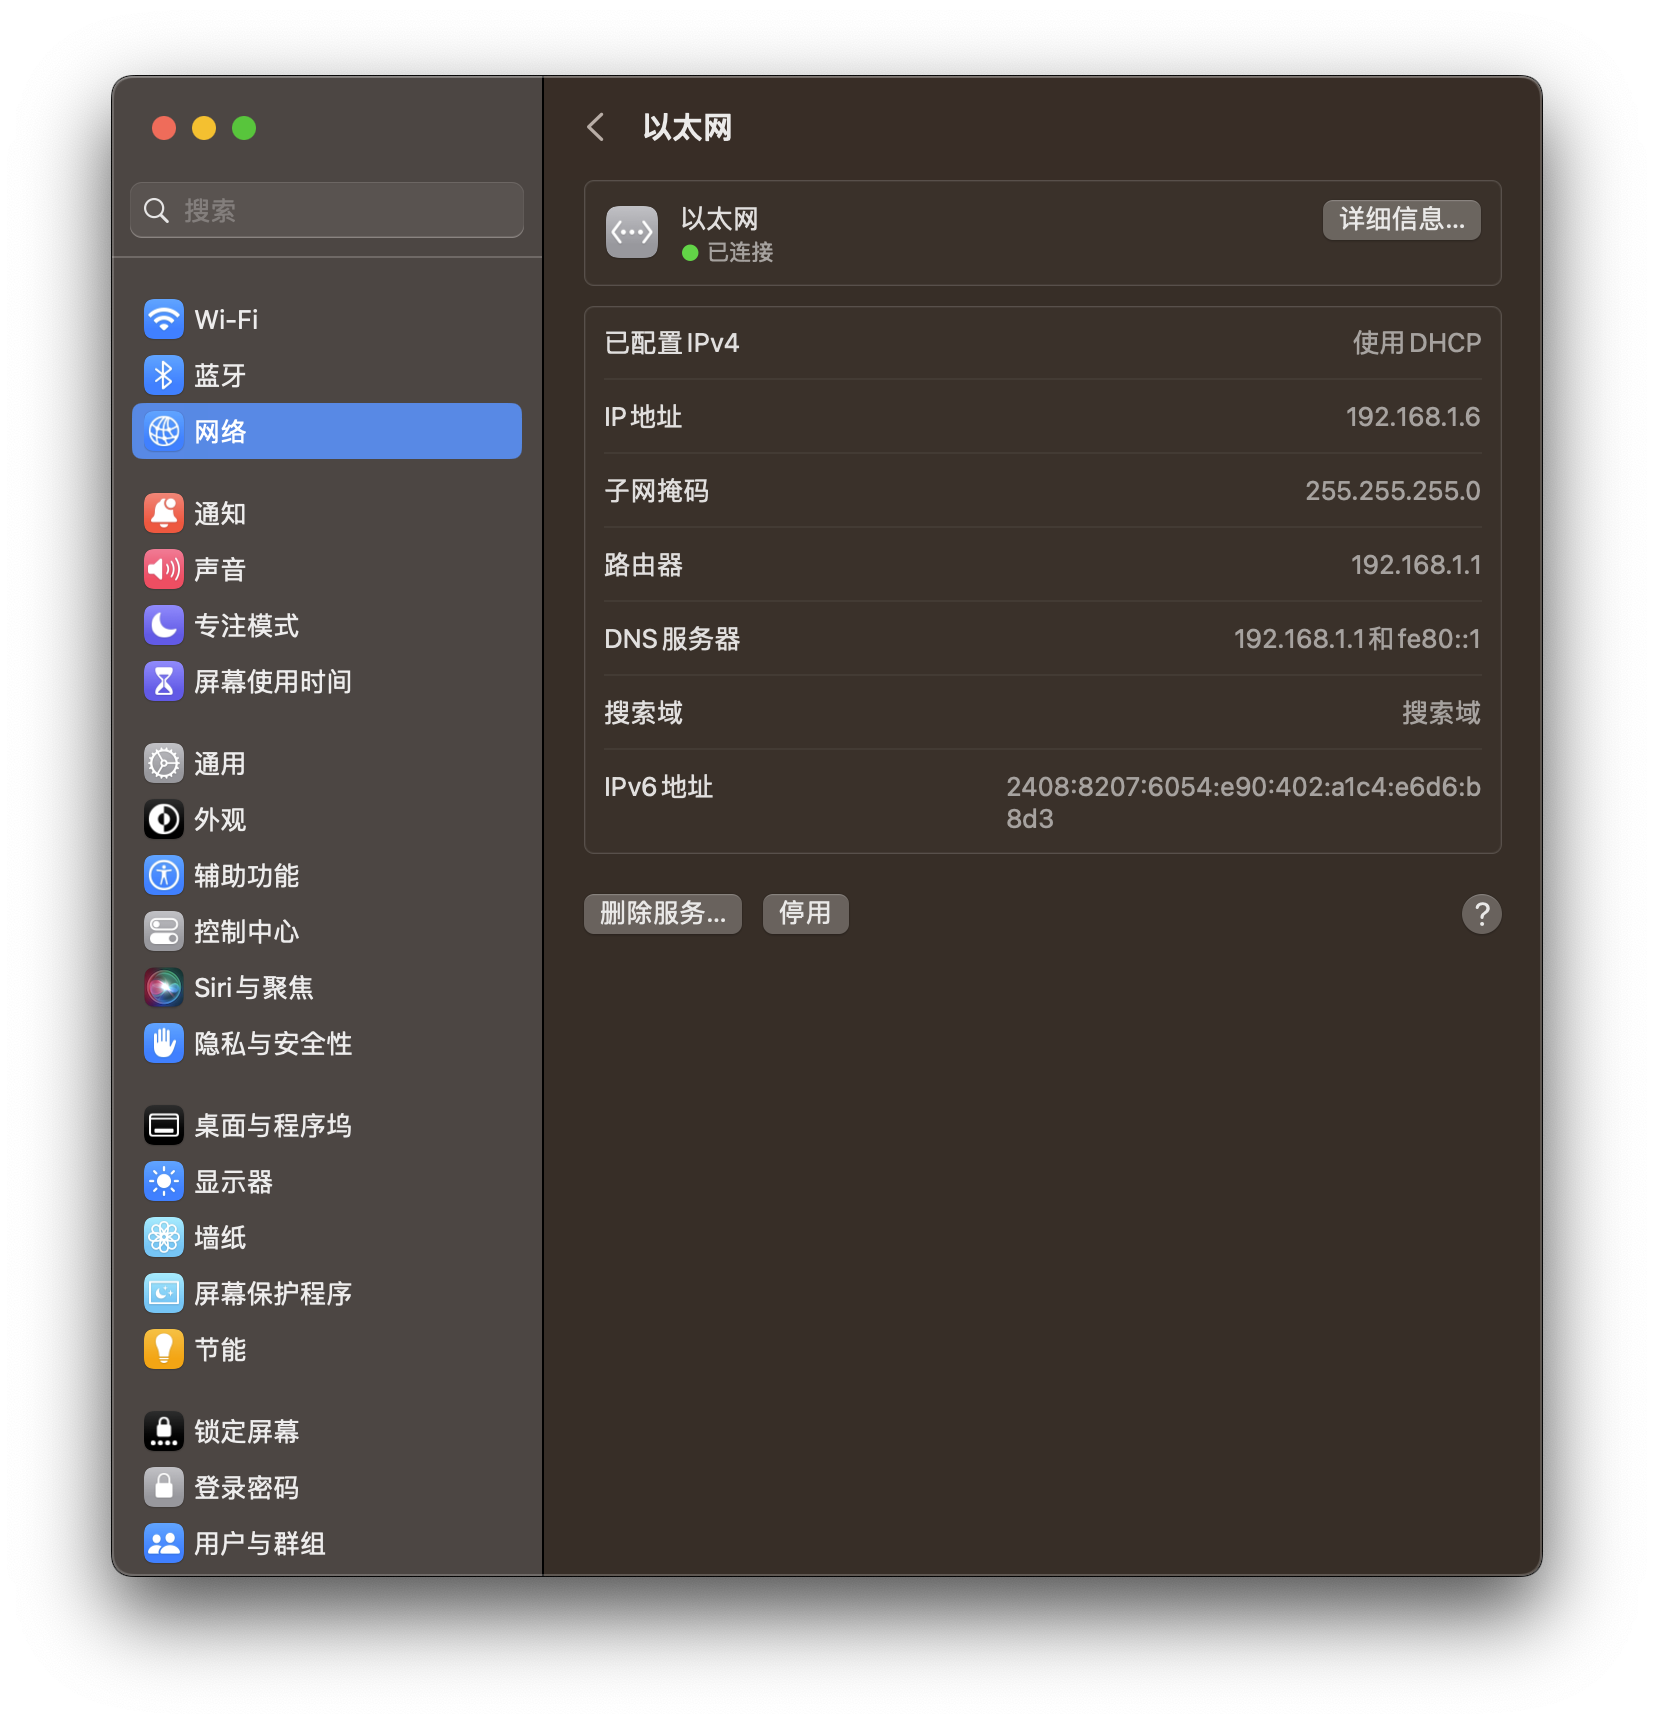 搜索
Wi-Fi
蓝牙
网络
通知
声音
专注模式
屏幕使用时间
通用
外观
辅助功能
控制中心
Siri与聚焦
隐私与安全性
桌面与程序坞
显示器
墙纸
屏幕保护程序
节能
锁定屏幕
登录密码
用户与群组
以太网
以太网
已连接
详细信息...
已配置IPv4 使用DHCP
IP地址 192.168.1.6
子网掩码 255.255.255.0
路由器 192.168.1.1
DNS服务器 192.168.1.1和fe80::1
搜索域 搜索域
IPv6地址 2408:8207:6054:e90:402:a1c4:e6d6:b
8d3
删除服务... 停用 ?